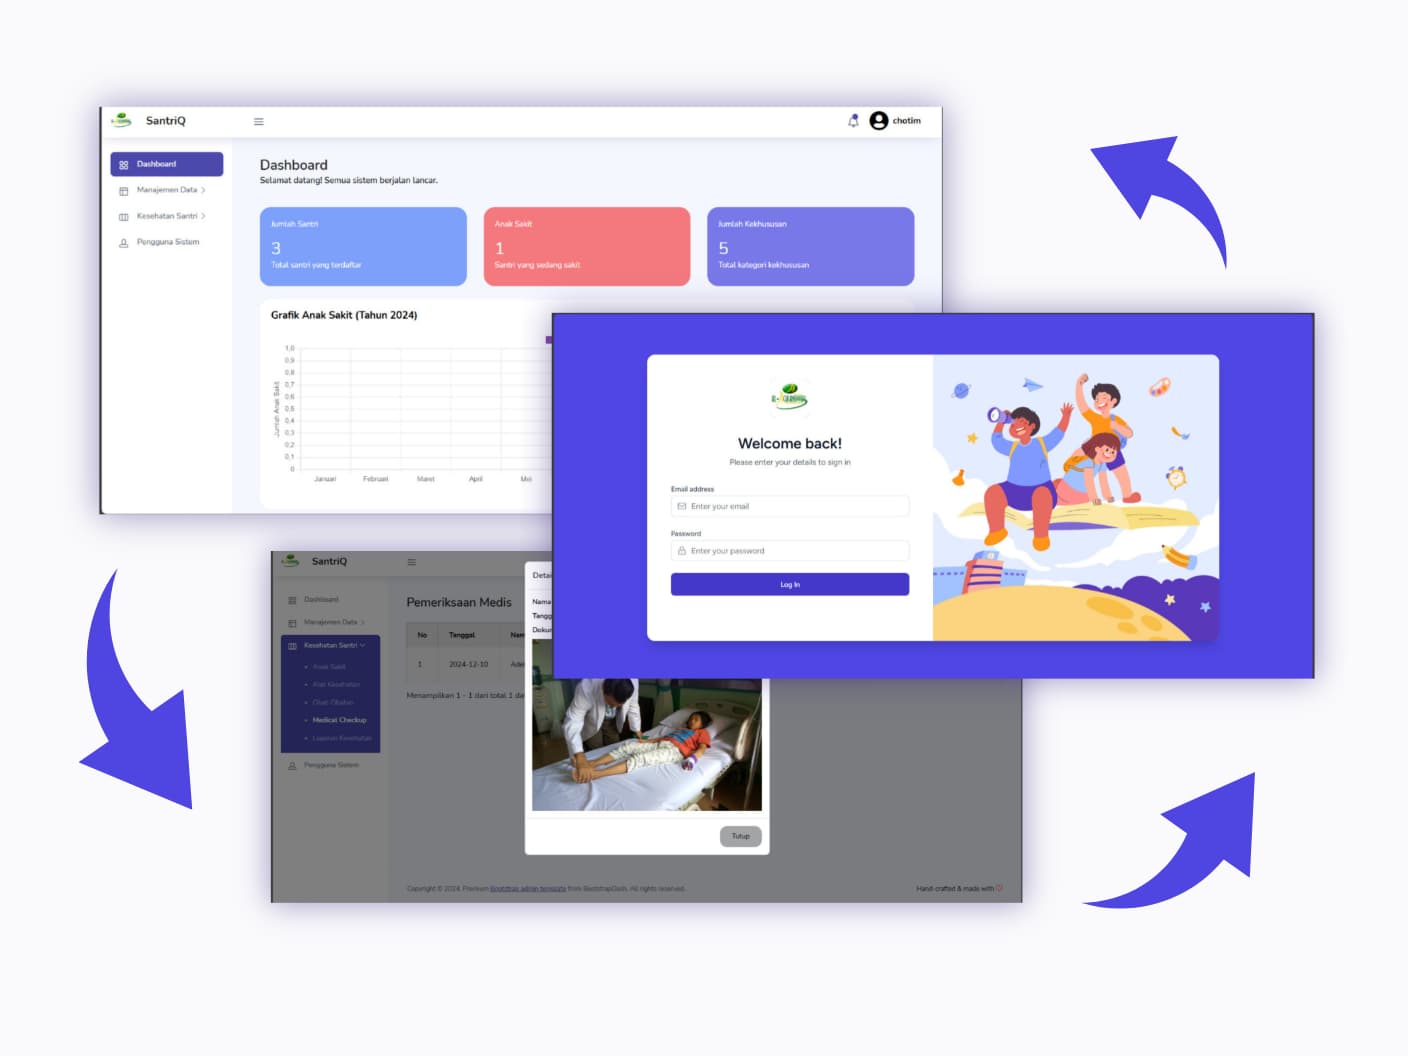 SantriQ
chotim
Dashboard
Manajemen Data
Kesehatan Santri
Pengguna Sistem
Dashboard
Selamat datang! Semua sistem berjalan lancar.
Jumlah Santri
3
Total santri yang terdaftar
Anak Sakit
1
Santri yang sedang sakit
Jumlah Kekhususan
5
Total kategori kekhususan
Grafik Anak Sakit (Tahun 2024)
Jumlah Anak Sakit
1,0
0,9
0,8
0,7
0,6
0,5
0,4
0,3
0,2
0,1
0
Januari Februari Maret April Mei
Welcome back!
Please enter your details to sign in
Email address
Enter your email
Password
Enter your password
Log In
SantriQ
Dashboard
Manajemen Data
Kesehatan Santri
Anak Sakit
Alat Kesehatan
Obat-Obatan
Medical Checkup
Laporan Kesehatan
Pengguna Sistem
Pemeriksaan Medis
No Tanggal
1 2024-12-10
Menampilkan 1 - 1 dari total 1
Nama
Tutup
Copyright © 2024. Premium Bootstrap admin template from BootstrapDash. All rights reserved.
Hand-crafted & made with